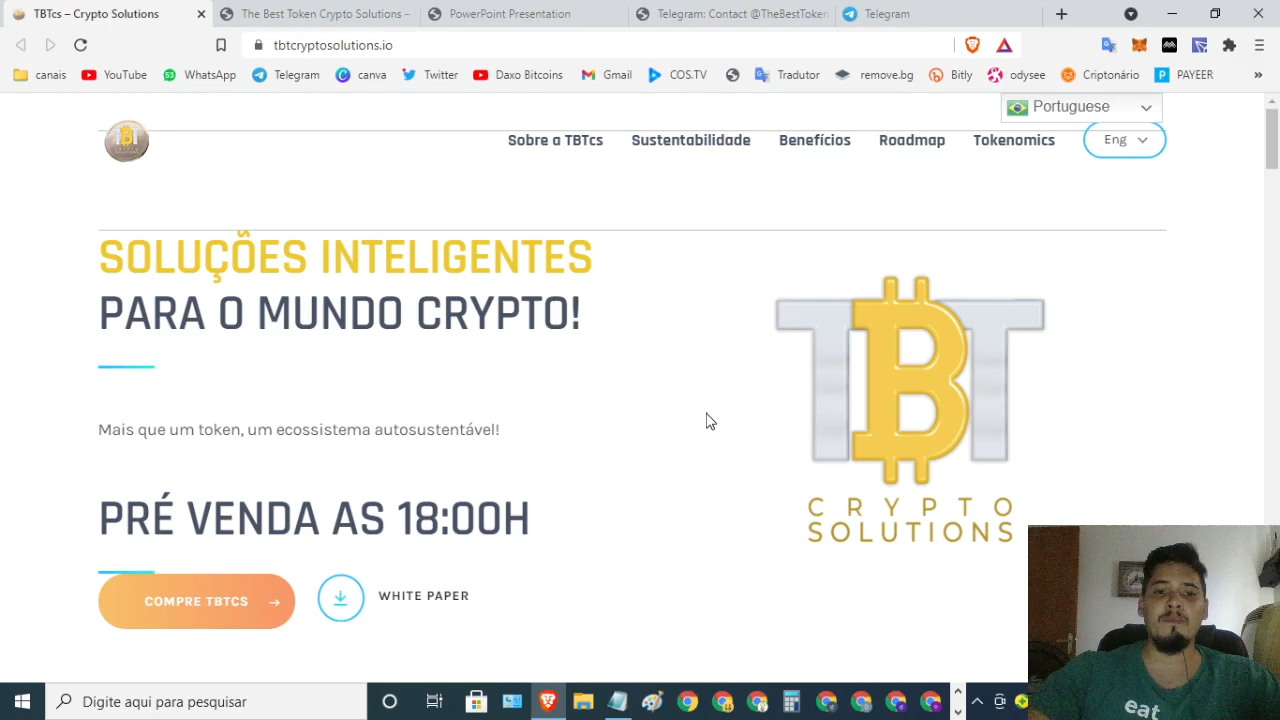 TBTcs – Crypto Solutions
The Best Token Crypto Solutions –
PowerPoint Presentation
Telegram: Contact @TheBestToken
Telegram
tbtcryptosolutions.io
canais
YouTube
WhatsApp
Telegram
canva
Twitter
Daxo Bitcoins
Gmail
COS.TV
Tradutor
remove.bg
Bitly
odysee
Criptonário
PAYEER
Portuguese
Sobre a TBTcs
Sustentabilidade
Benefícios
Roadmap
Tokenomics
Eng
SOLUÇÕES INTELIGENTES
PARA O MUNDO CRYPTO!
Mais que um token, um ecossistema autosustentável!
PRÉ VENDA AS 18:00H
COMPRE TBTCS
WHITE PAPER
TBT
CRYPTO
SOLUTIONS
eat
Digite aqui para pesquisar